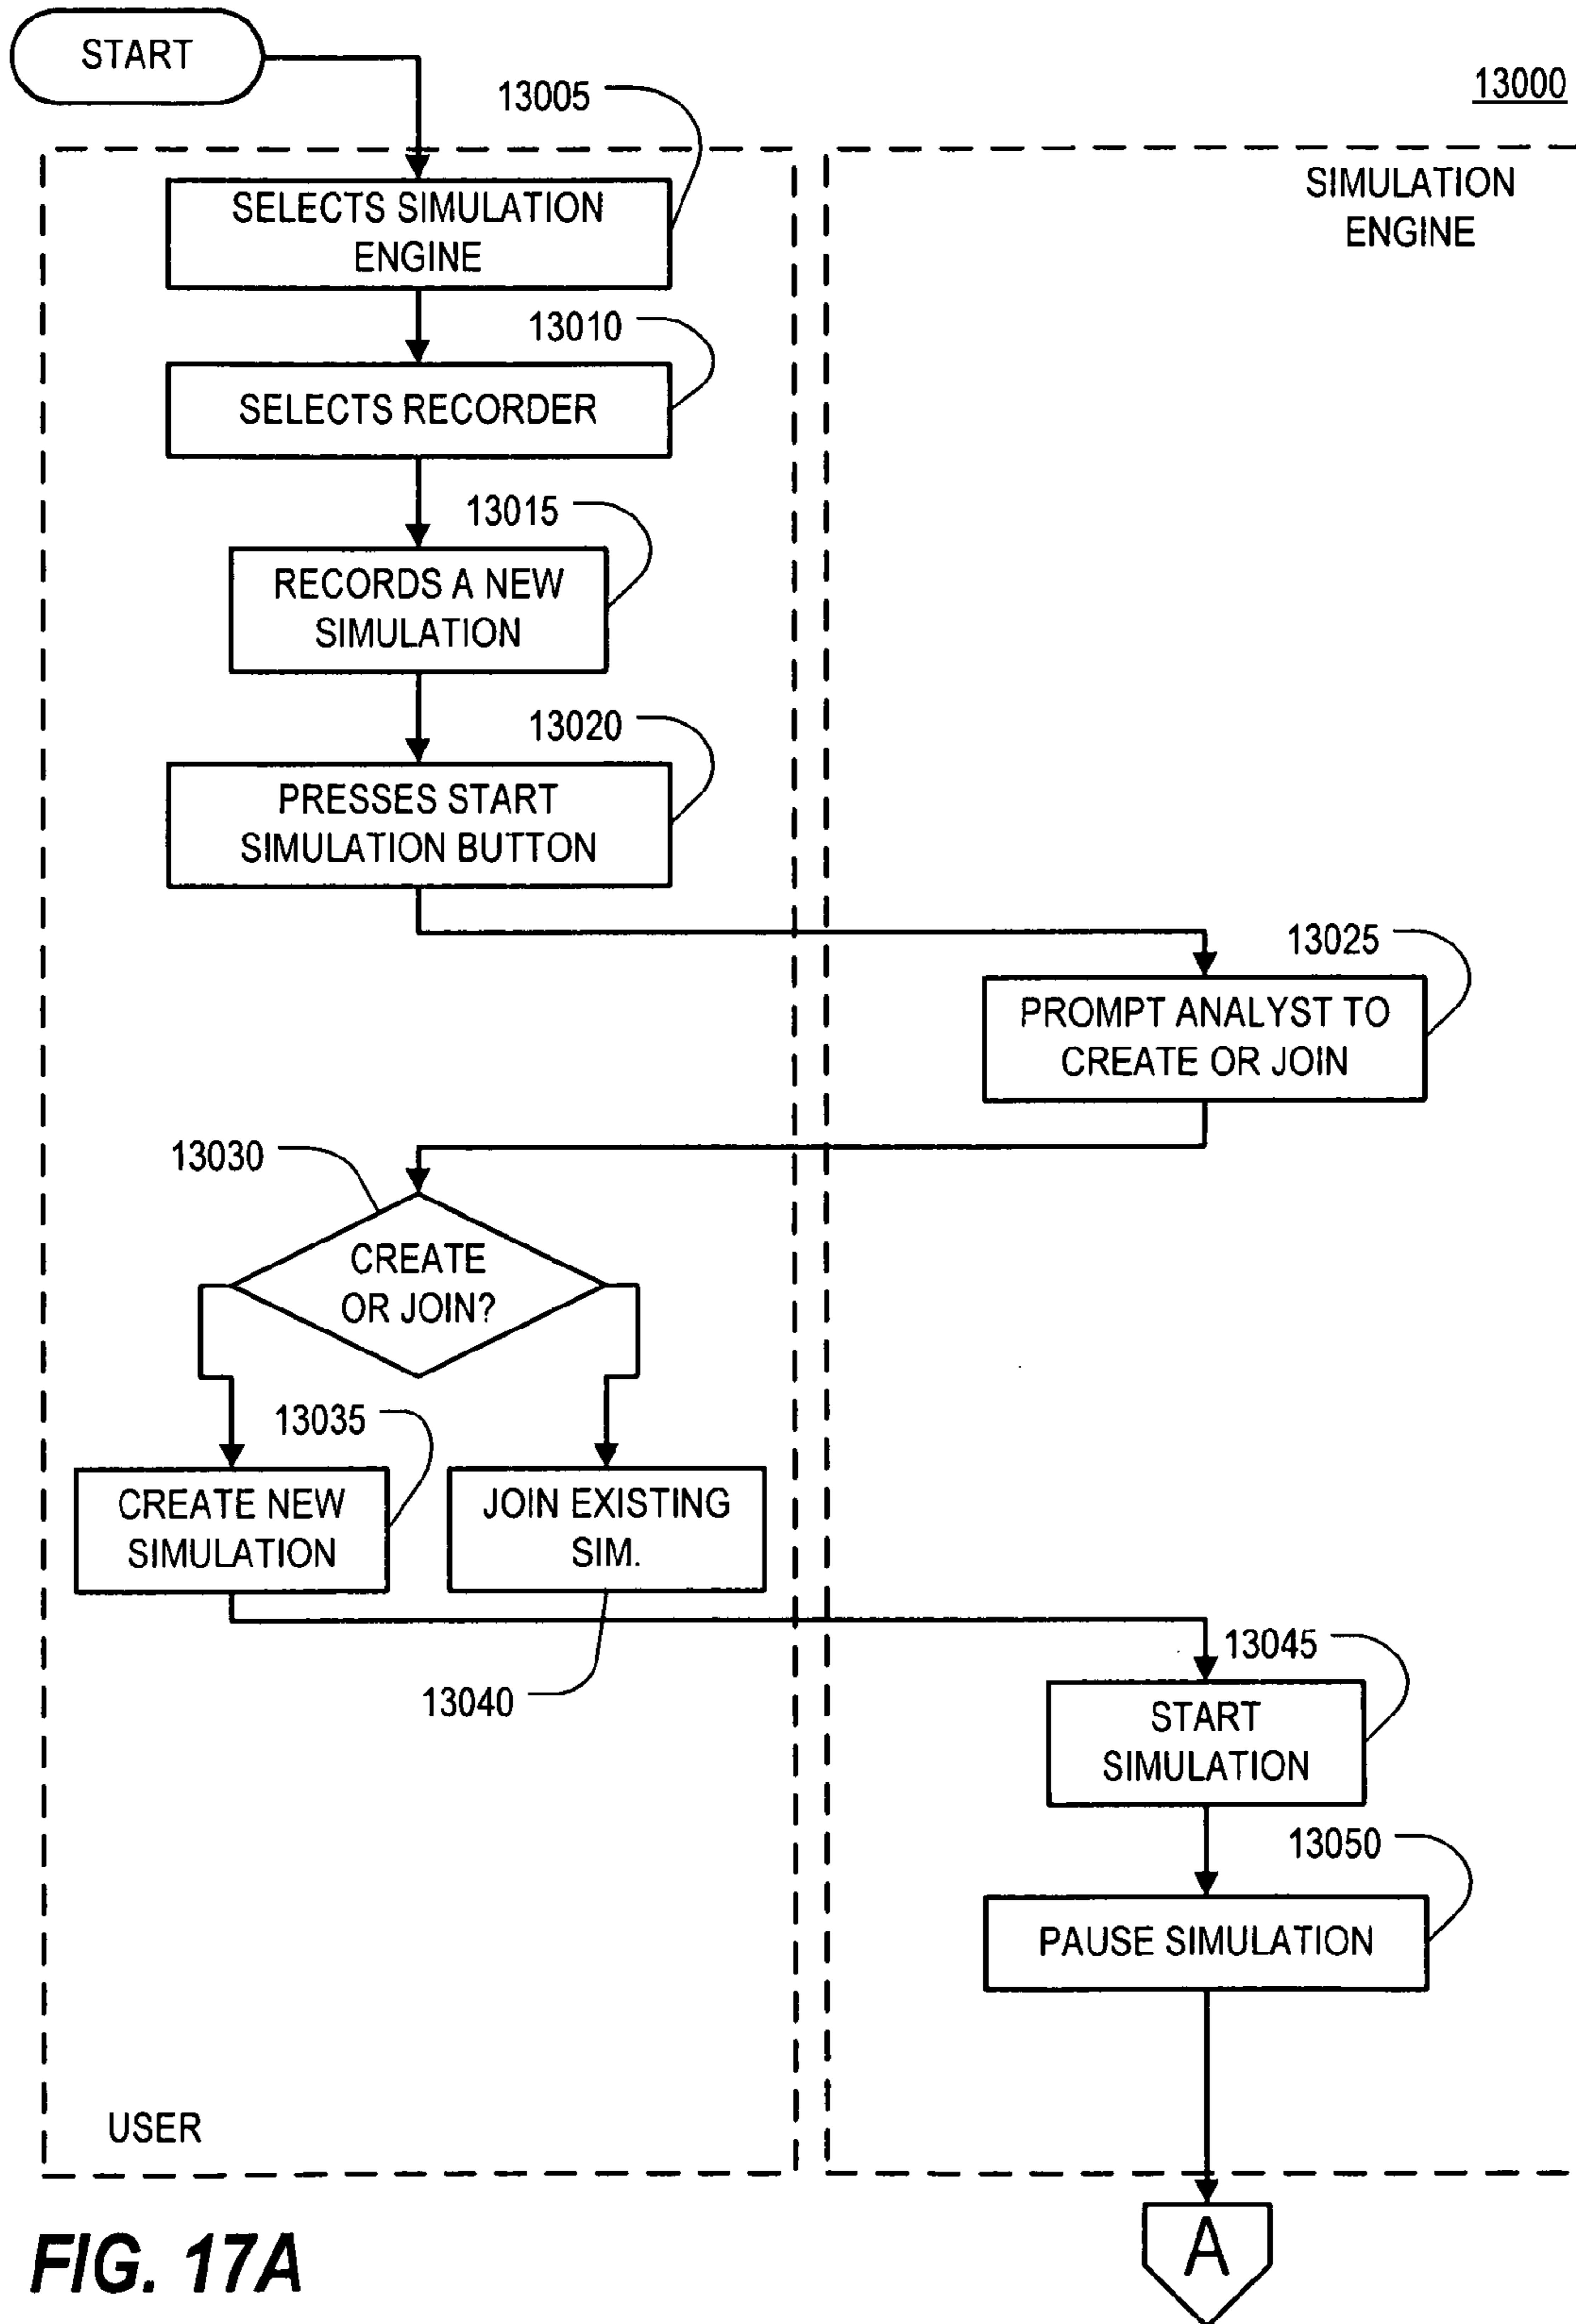 START
13000
13005
SIMULATION
ENGINE
SELECTS SIMULATION
ENGINE
13010
SELECTS RECORDER
13015
RECORDS A NEW
SIMULATION
13020
PRESSES START
SIMULATION BUTTON
13025
PROMPT ANALYST TO
CREATE OR JOIN
13030
CREATE
OR JOIN?
13035
CREATE NEW
SIMULATION
JOIN EXISTING
SIM.
13040
13045
START
SIMULATION
13050
PAUSE SIMULATION
USER
A
FIG. 17A